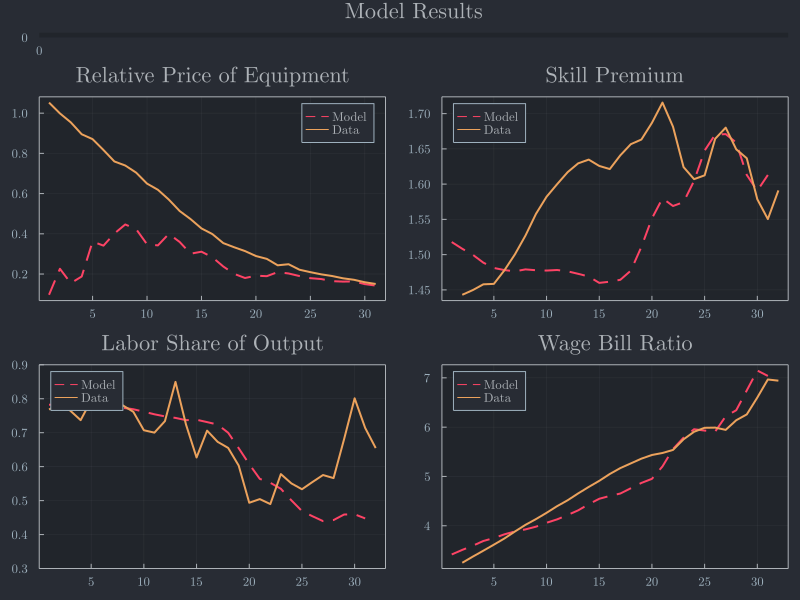 Model Results
0
0
Relative Price of Equipment
1.0
0.8
0.6
0.4
0.2
5 10 15 20 25 30
Model
Data
Skill Premium
1.70
1.65
1.60
1.55
1.50
1.45
5 10 15 20 25 30
Model
Data
Labor Share of Output
0.9
0.8
0.7
0.6
0.5
0.4
0.3
5 10 15 20 25 30
Model
Data
Wage Bill Ratio
7
6
5
4
5 10 15 20 25 30
Model
Data